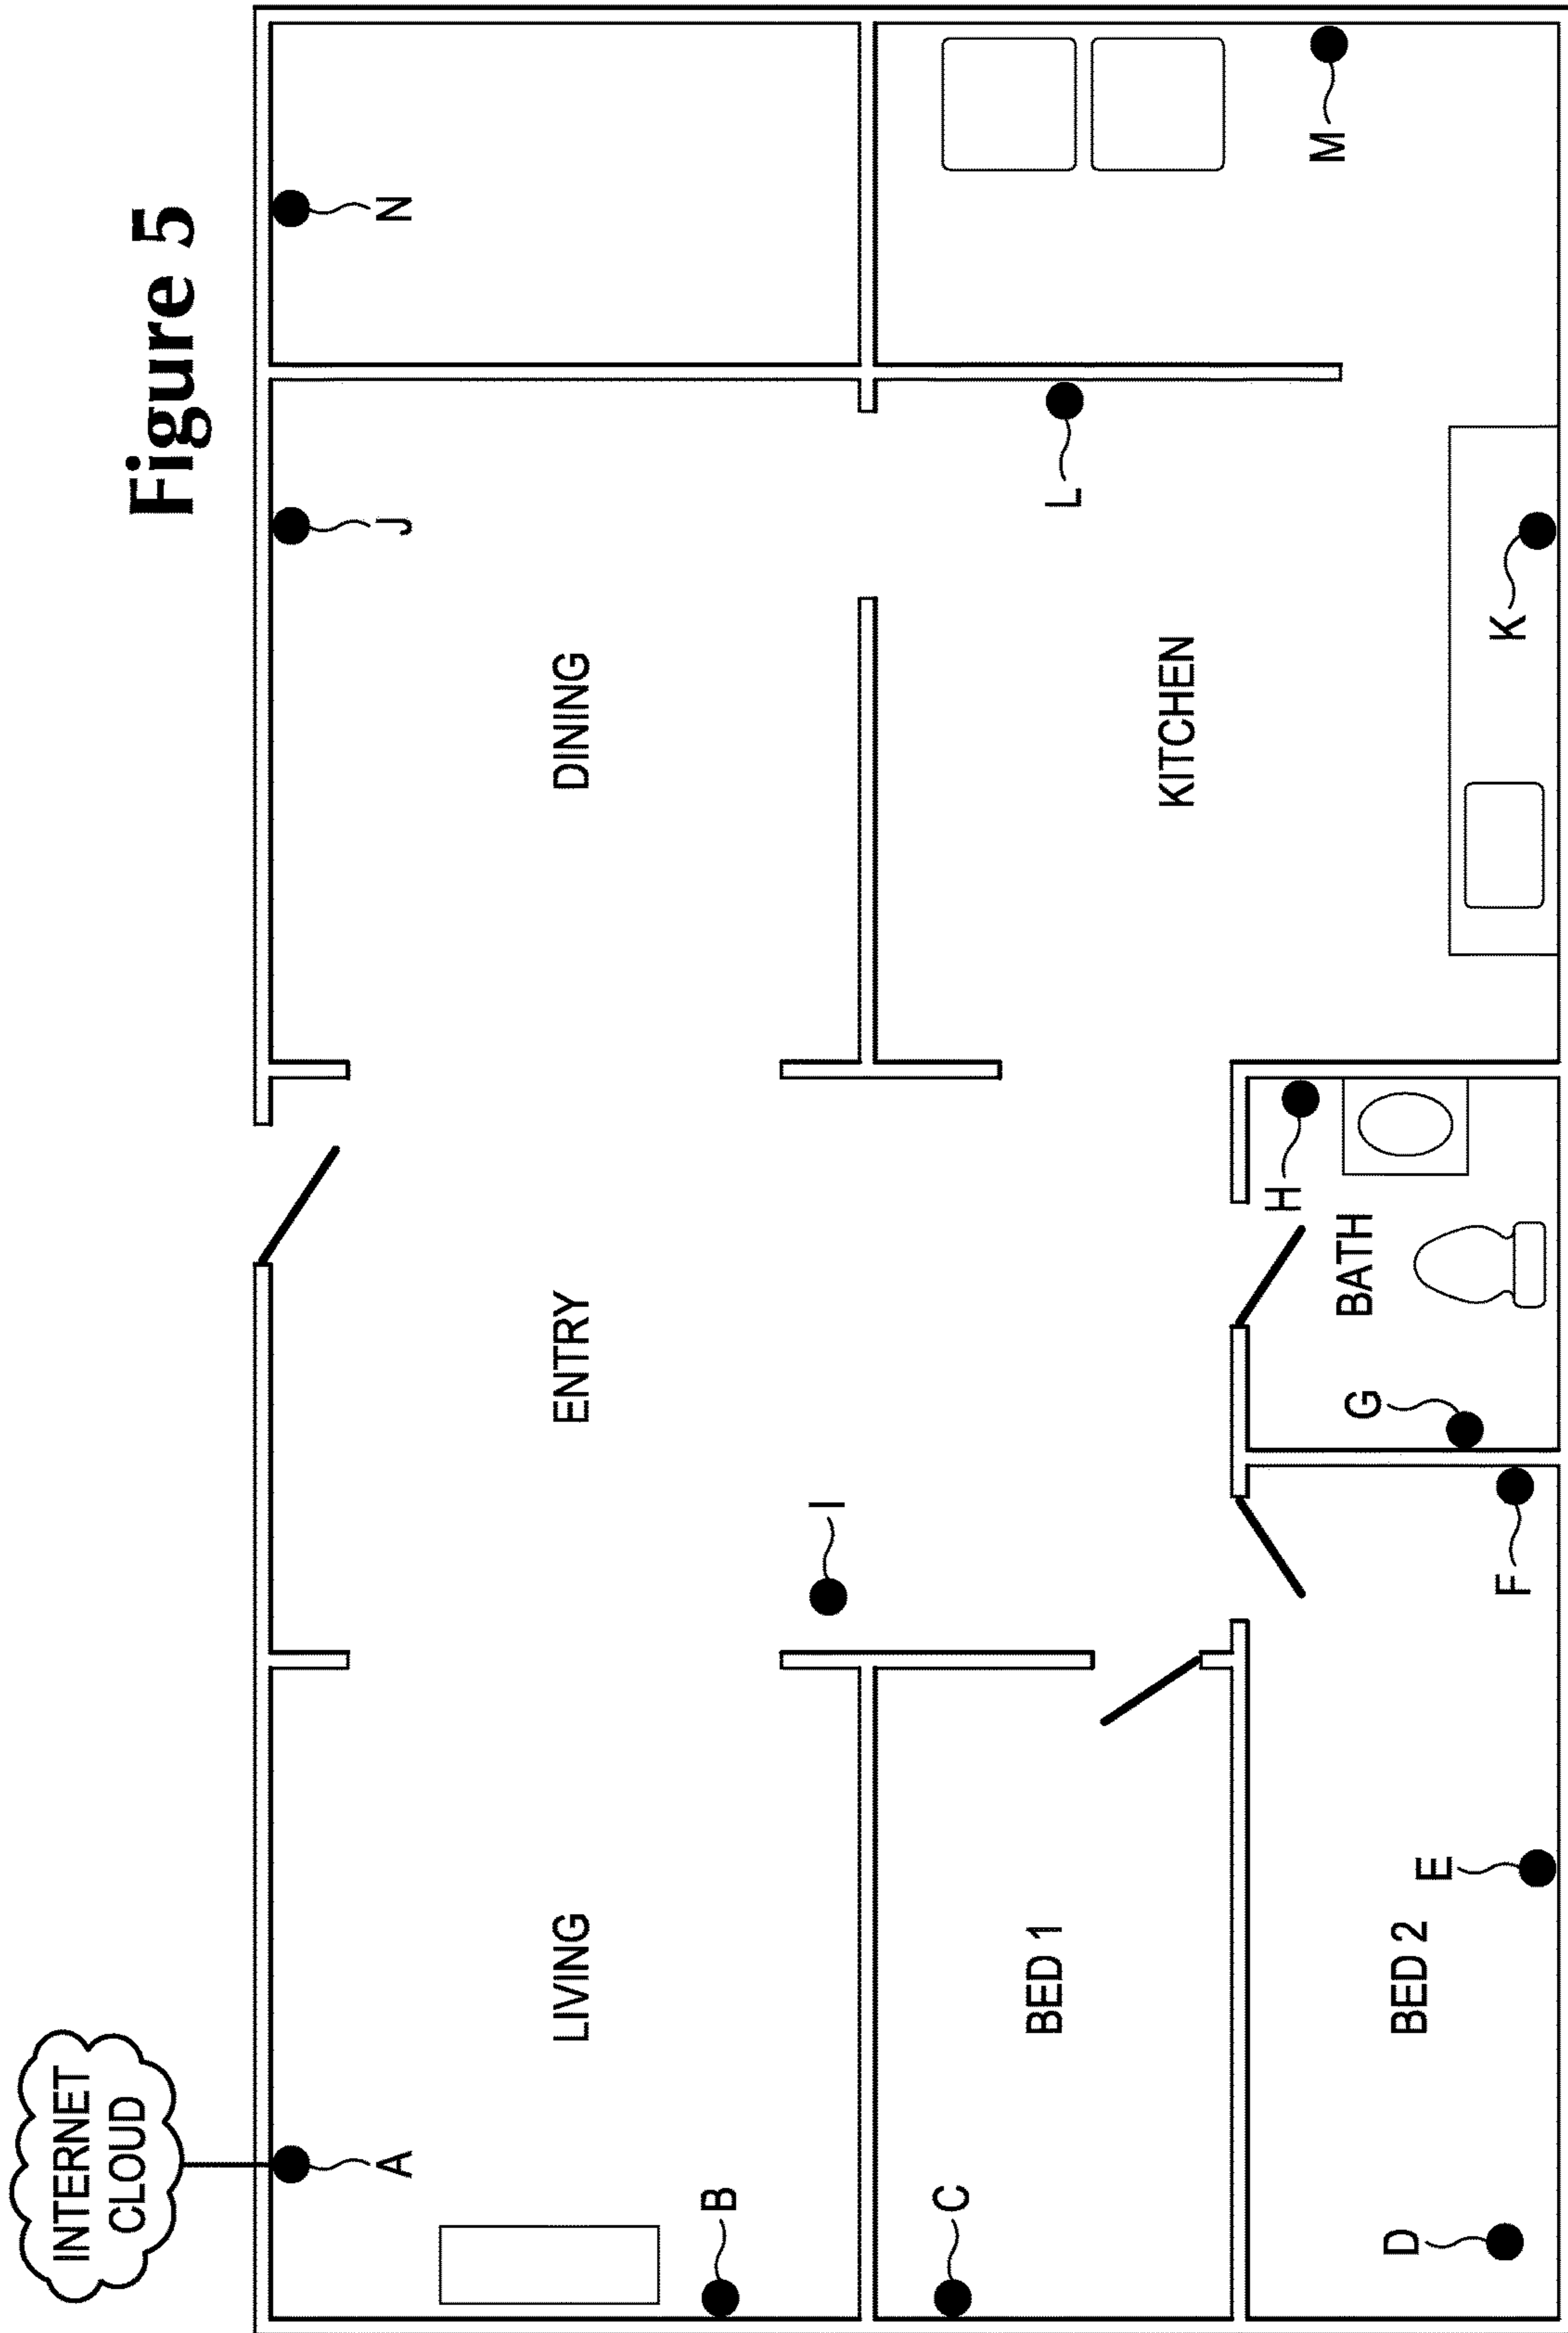 INTERNET
CLOUD
Figure 5
A
J
N
LIVING
ENTRY
DINING
B
I
C
BED 1
L
KITCHEN
H
M
BATH
G
D
BED 2
E
K
F